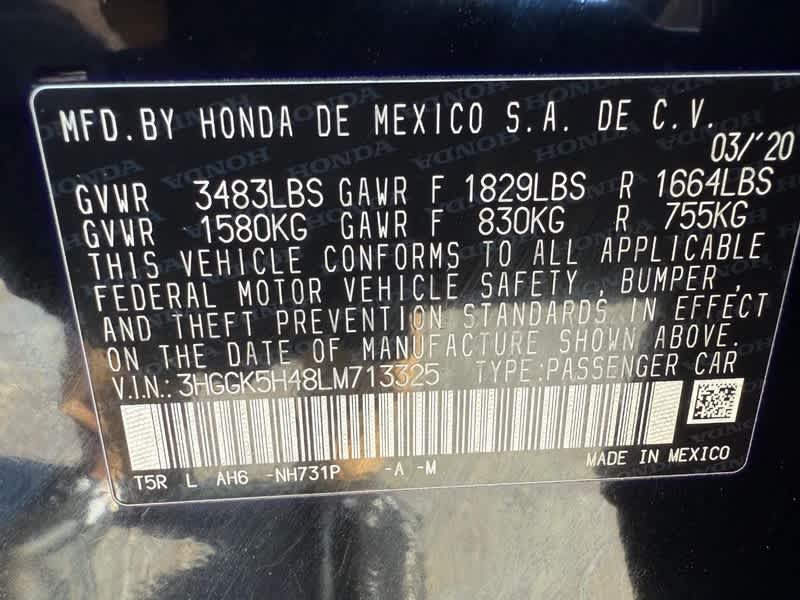 MFD. BY HONDA DE MEXICO S.A. DE C.V.
03/'20
GVWR 3483LBS GAWR F 1829LBS R 1664LBS
GVWR 1580KG GAWR F 830KG R 755KG
THIS VEHICLE CONFORMS TO ALL APPLICABLE
FEDERAL MOTOR VEHICLE SAFETY , BUMPER ,
AND THEFT PREVENTION STANDARDS IN EFFECT
ON THE DATE OF MANUFACTURE SHOWN ABOVE.
V.IN.: 3HGGK5H48LM713325 TYPE:PASSENGER CAR
T5R L AH6 -NH731P -A -M
MADE IN MEXICO